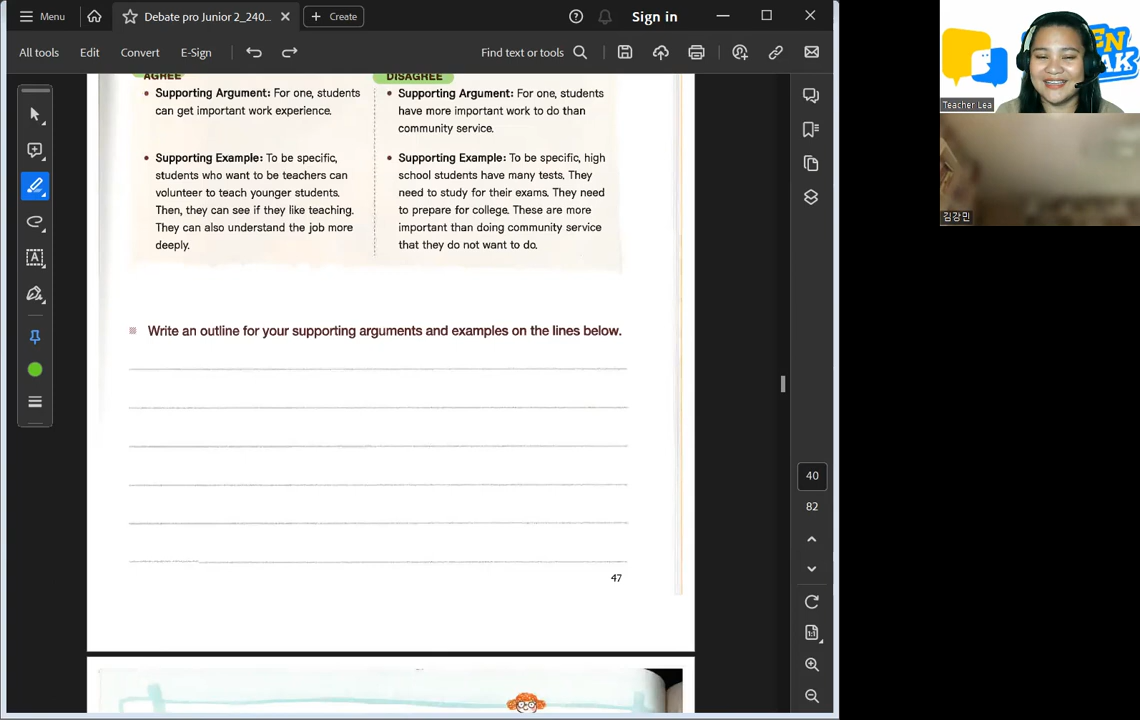 Menu
Debate pro Junior 2_240...
Create
Sign in
All tools
Edit
Convert
E-Sign
Find text or tools
AGREE
DISAGREE
• Supporting Argument: For one, students
can get important work experience.
• Supporting Example: To be specific,
students who want to be teachers can
volunteer to teach younger students.
Then, they can see if they like teaching.
They can also understand the job more
deeply.
• Supporting Argument: For one, students
have more important work to do than
community service.
• Supporting Example: To be specific, high
school students have many tests. They
need to study for their exams. They need
to prepare for college. These are more
important than doing community service
that they do not want to do.
Write an outline for your supporting arguments and examples on the lines below.
47
40
82
Teacher Lea
김강민